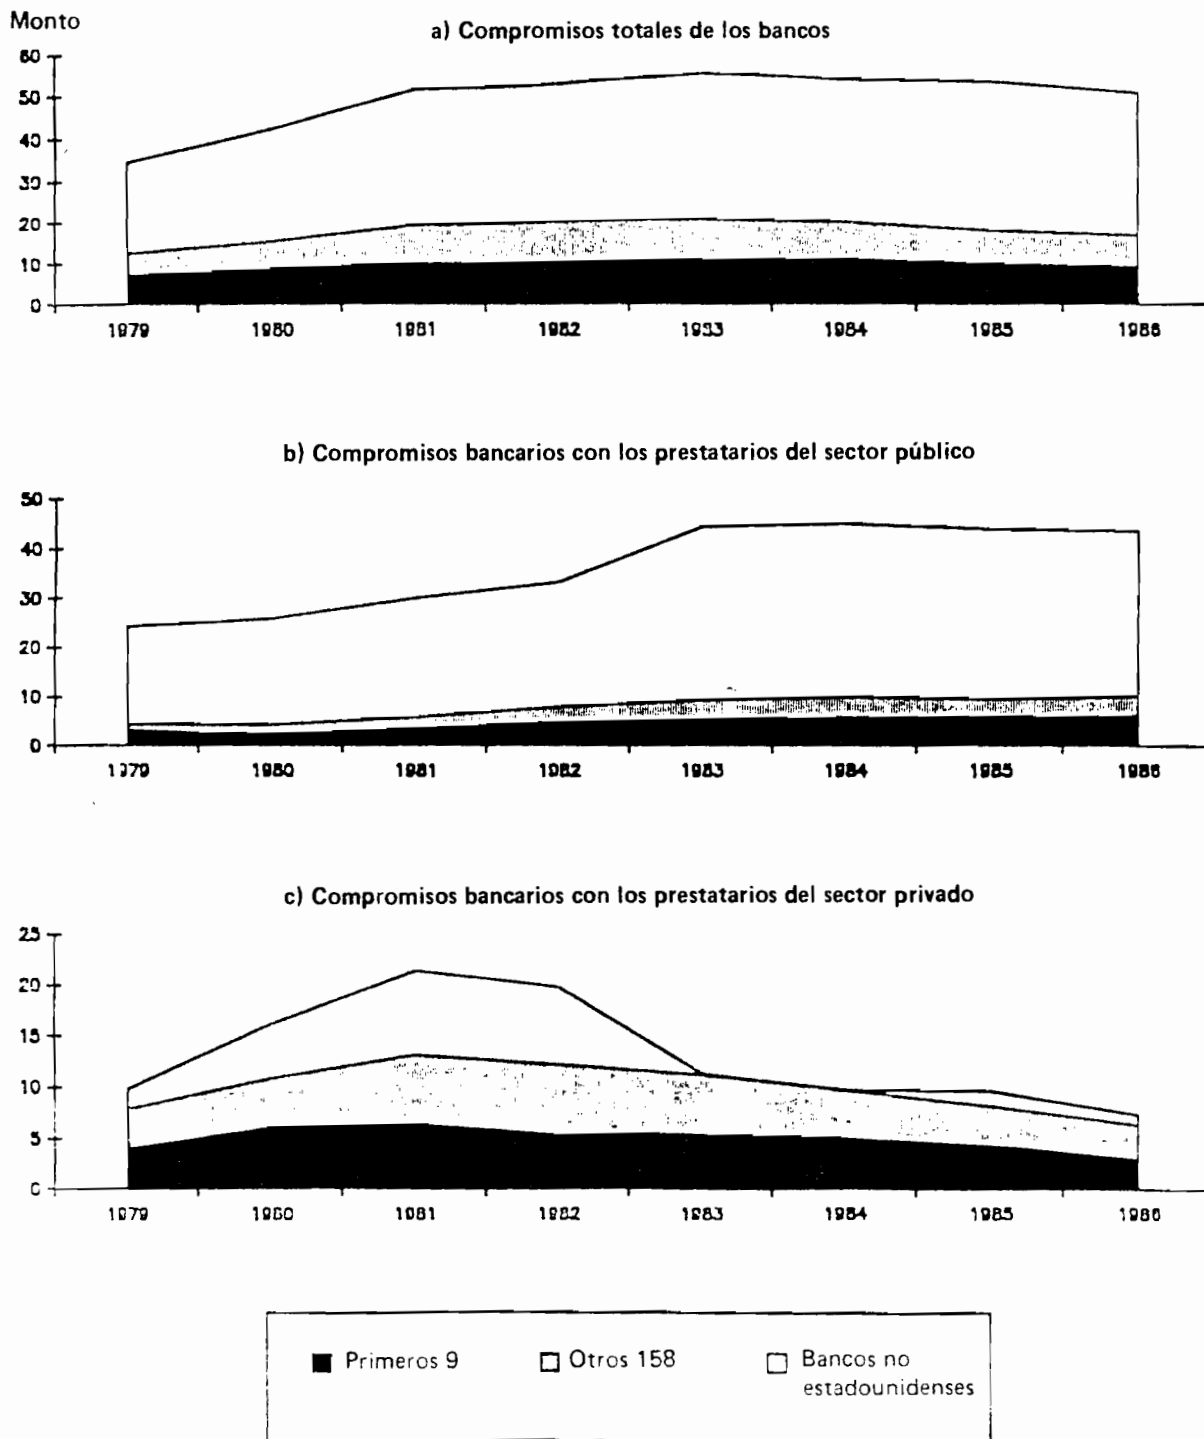 Monto
a) Compromisos totales de los bancos
60
50
40
30
20
10
0
1979 1980 1981 1982 1983 1984 1985 1986
b) Compromisos bancarios con los prestatarios del sector público
50
40
30
20
10
0
1979 1980 1981 1982 1983 1984 1985 1986
c) Compromisos bancarios con los prestatarios del sector privado
25
20
15
10
5
0
1979 1980 1981 1982 1983 1984 1985 1986
Primeros 9 Otros 158 Bancos no
estadounidenses